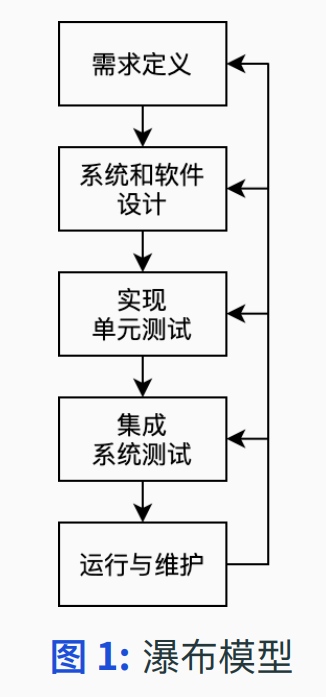 需求定义
系统和软件
设计
实现
单元测试
集成
系统测试
运行与维护
图 1: 瀑布模型